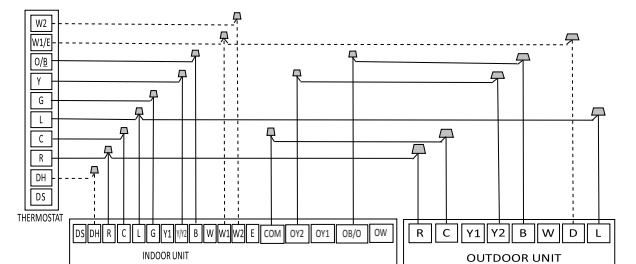 W2
W1/E
O/B
Y
G
L
C
R
DH
DS
THERMOSTAT
DS DH R C L G Y1 Y/Y2 B W W1 W2 E COM OY2 OY1 OB/O OW
INDOOR UNIT
R C Y1 Y2 B W D L
OUTDOOR UNIT